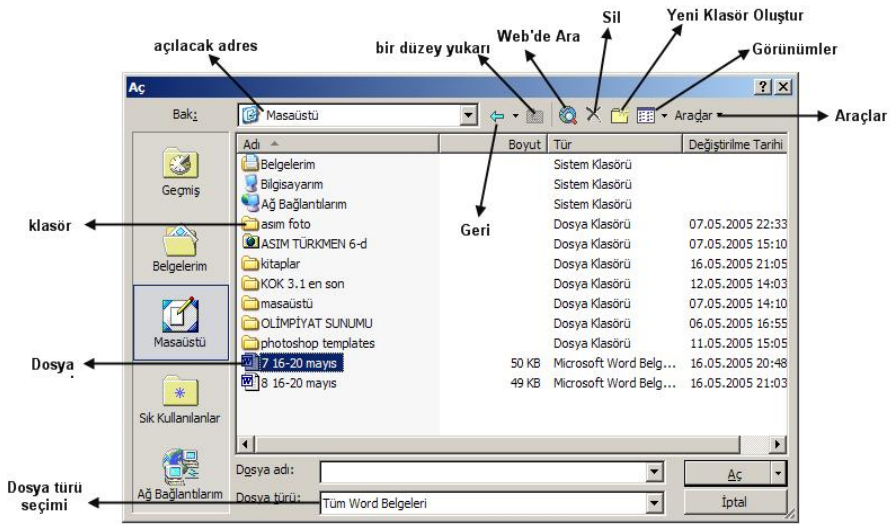 Sil
Yeni Klasör Oluştur
Web'de Ara
açılacak adres
bir düzey yukarı
Görünümler
Aç
Bak:
Masaüstü
Araçlar
Araçlar
Adı
Boyut
Tür
Değiştirilme Tarihi
Belgelerim Sistem Klasörü
Bilgisayarım Sistem Klasörü
Ağ Bağlantılarım Sistem Klasörü
asım foto Dosya Klasörü 07.05.2005 22:33
ASIM TÜRKMEN 6-d Dosya Klasörü 07.05.2005 15:10
kitaplar Dosya Klasörü 16.05.2005 21:05
KOK 3.1 en son Dosya Klasörü 12.05.2005 14:03
masaüstü Dosya Klasörü 07.05.2005 14:10
OLİMPİYAT SUNUMU Dosya Klasörü 06.05.2005 16:55
photoshop templates Dosya Klasörü 11.05.2005 15:05
7 16-20 mayıs 50 KB Microsoft Word Belg... 16.05.2005 20:48
8 16-20 mayıs 49 KB Microsoft Word Belg... 16.05.2005 21:03
Geri
Geçmiş
klasör
Belgelerim
Masaüstü
Dosya
Sık Kullanılanlar
Ağ Bağlantılarım
Dosya adı:
Aç
Dosya türü
seçimi
Dosya türü:
Tüm Word Belgeleri
İptal